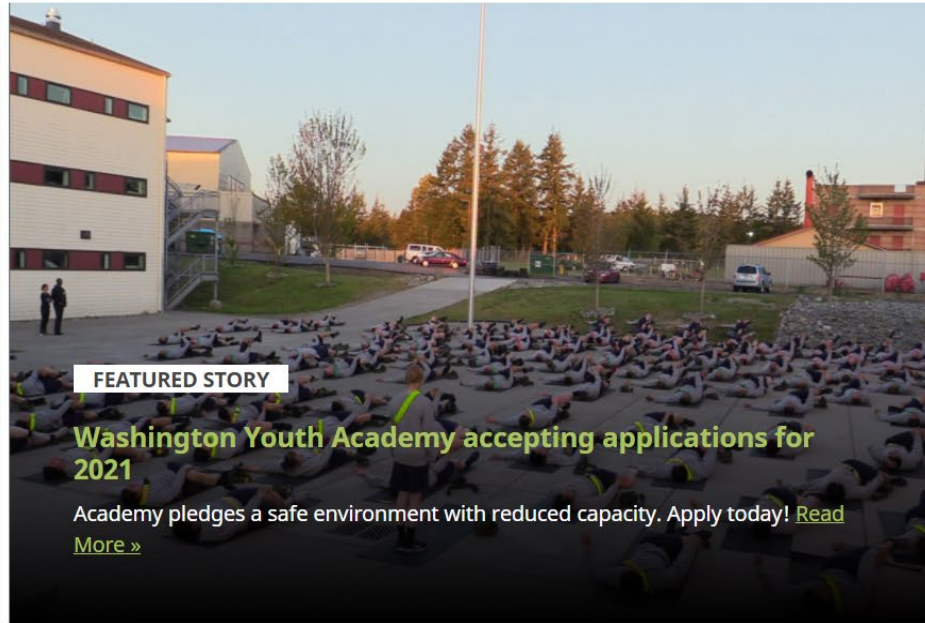 FEATURED STORY
Washington Youth Academy accepting applications for
2021
Academy pledges a safe environment with reduced capacity. Apply today! Read
More »